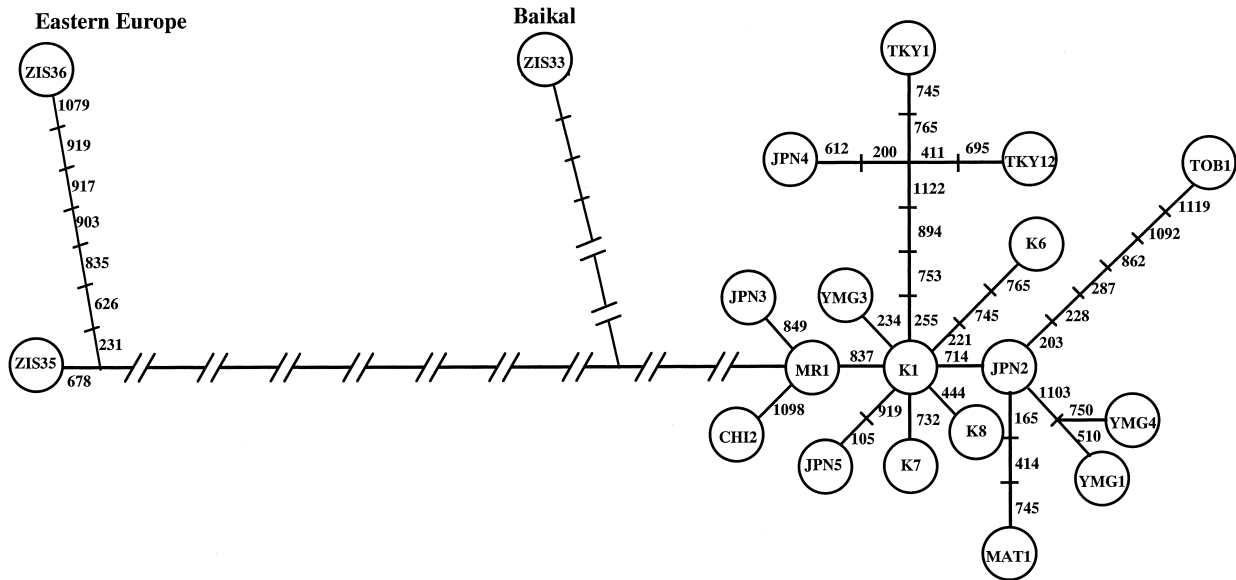 Eastern Europe
Baikal
ZIS36
ZIS33
TKY1
1079
745
919
765
612
200
411
695
JPN4
TKY12
TOB1
917
1122
1119
903
894
K6
1092
862
835
753
765
287
JPN3
YMG3
626
849
234
255
745
228
231
221
203
ZIS35
678
MR1
837
K1
714
JPN2
1098
919
444
1103
CHI2
105
732
K8
165
750
YMG4
510
JPN5
K7
414
YMG1
745
MAT1